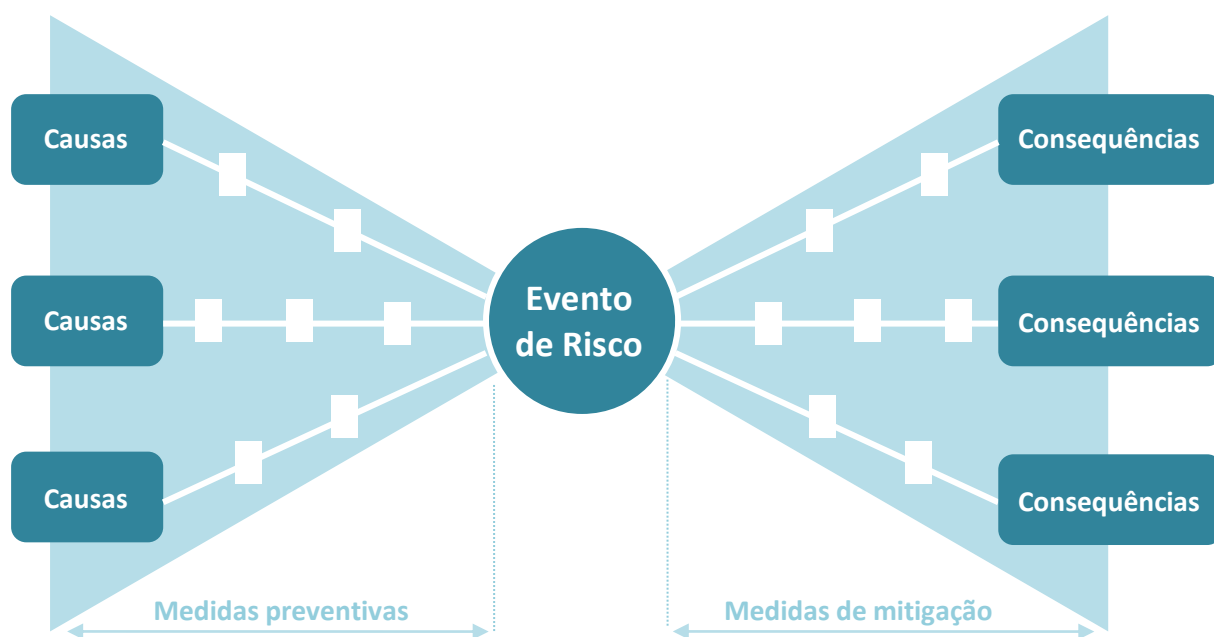 Causas
Consequências
Causas
Evento
de Risco
Consequências
Causas
Consequências
Medidas preventivas
Medidas de mitigação